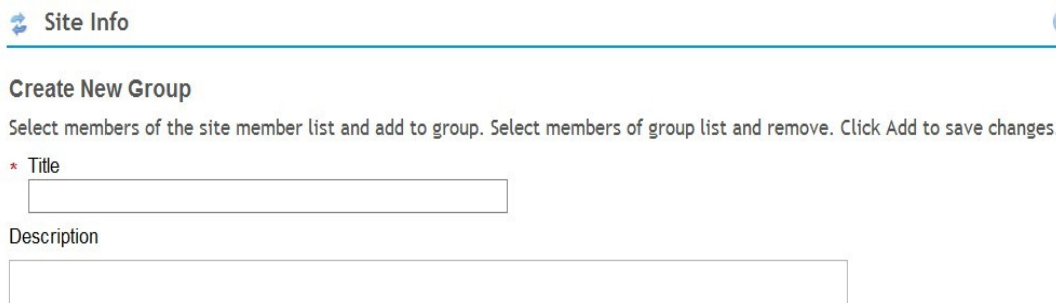 Site Info
Create New Group
Select members of the site member list and add to group. Select members of group list and remove. Click Add to save changes
* Title
Description